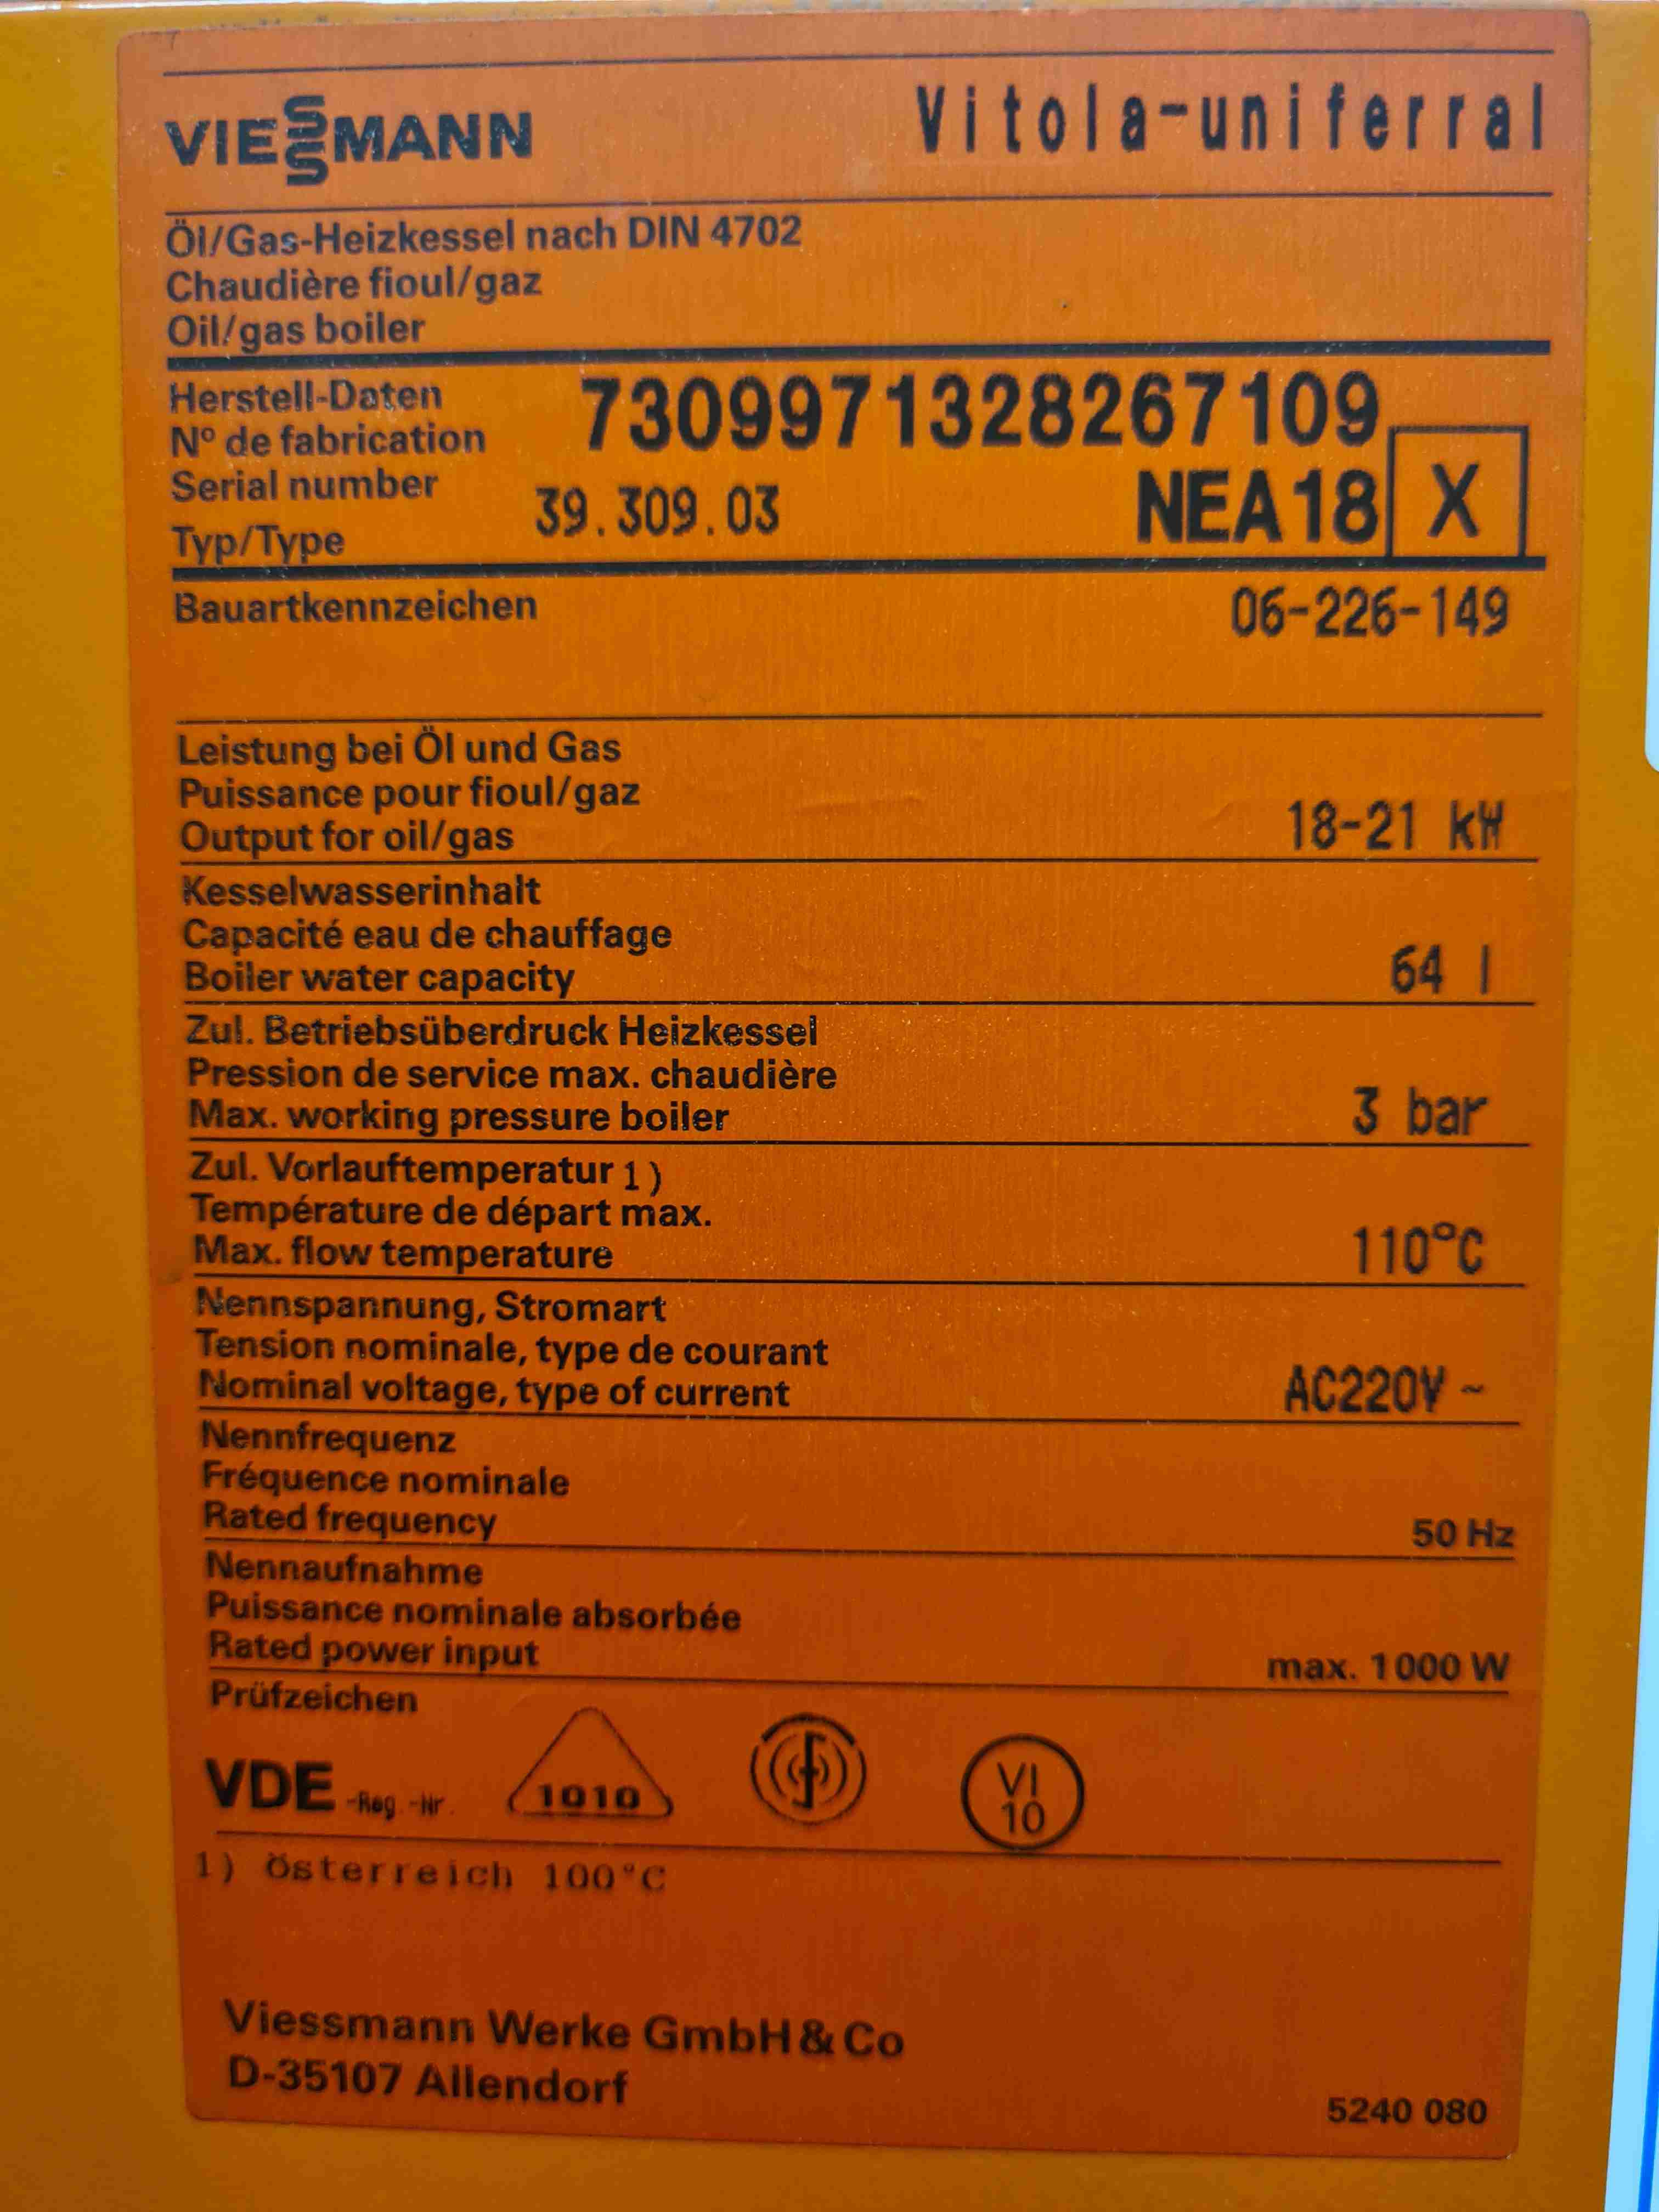 VIESSMANN Vitola-uniferral
Öl/Gas-Heizkessel nach DIN 4702
Chaudière fioul/gaz
Oil/gas boiler
Herstell-Daten
N° de fabrication 7309971328267109
Serial number
Typ/Type 39.309.03 NEA18 X
Bauartkennzeichen 06-226-149
Leistung bei Öl und Gas
Puissance pour fioul/gaz
Output for oil/gas 18-21 kW
Kesselwasserinhalt
Capacité eau de chauffage
Boiler water capacity 64 l
Zul. Betriebsüberdruck Heizkessel
Pression de service max. chaudière
Max. working pressure boiler 3 bar
Zul. Vorlauftemperatur 1)
Température de départ max.
Max. flow temperature 110°C
Nennspannung, Stromart
Tension nominale, type de courant
Nominal voltage, type of current AC220V ~
Nennfrequenz
Fréquence nominale
Rated frequency 50 Hz
Nennaufnahme
Puissance nominale absorbée
Rated power input max. 1000 W
Prüfzeichen
VDE -Reg.-Nr. 1010 VI
10
1) Österreich 100°C
Viessmann Werke GmbH & Co
D-35107 Allendorf
5240 080